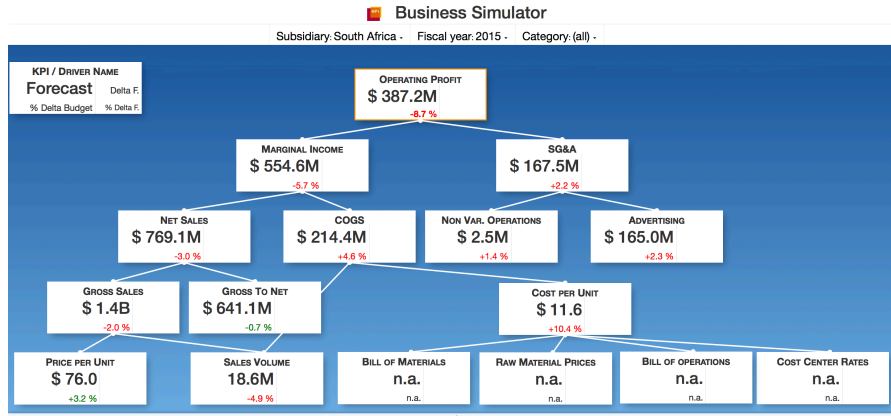 KPI
Business Simulator
Subsidiary: South Africa
Fiscal year: 2015
Category: (all)
KPI / DRIVER NAME
Forecast
Delta F.
% Delta Budget
% Delta F.
OPERATING PROFIT
$ 387.2M
-8.7 %
MARGINAL INCOME
$ 554.6M
-5.7 %
SG&A
$ 167.5M
+2.2 %
NET SALES
$ 769.1M
-3.0 %
COGS
$ 214.4M
+4.6 %
NON VAR. OPERATIONS
$ 2.5M
+1.4 %
ADVERTISING
$ 165.0M
+2.3 %
GROSS SALES
$ 1.4B
-2.0 %
GROSS TO NET
$ 641.1M
-0.7 %
COST PER UNIT
$ 11.6
+10.4 %
PRICE PER UNIT
$ 76.0
+3.2 %
SALES VOLUME
18.6M
-4.9 %
BILL OF MATERIALS
n.a.
n.a.
RAW MATERIAL PRICES
n.a.
n.a.
BILL OF OPERATIONS
n.a.
n.a.
COST CENTER RATES
n.a.
n.a.